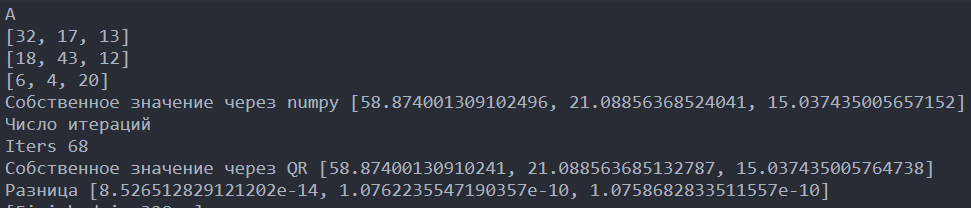 A
[32, 17, 13]
[18, 43, 12]
[6, 4, 20]
Собственное значение через numpy [58.874001309102496, 21.08856368524041, 15.037435005657152]
Число итераций
Iters 68
Собственное значение через QR [58.87400130910241, 21.088563685132787, 15.037435005764738]
Разница [8.526512829121202e-14, 1.0762235547190357e-10, 1.0758682833511557e-10]